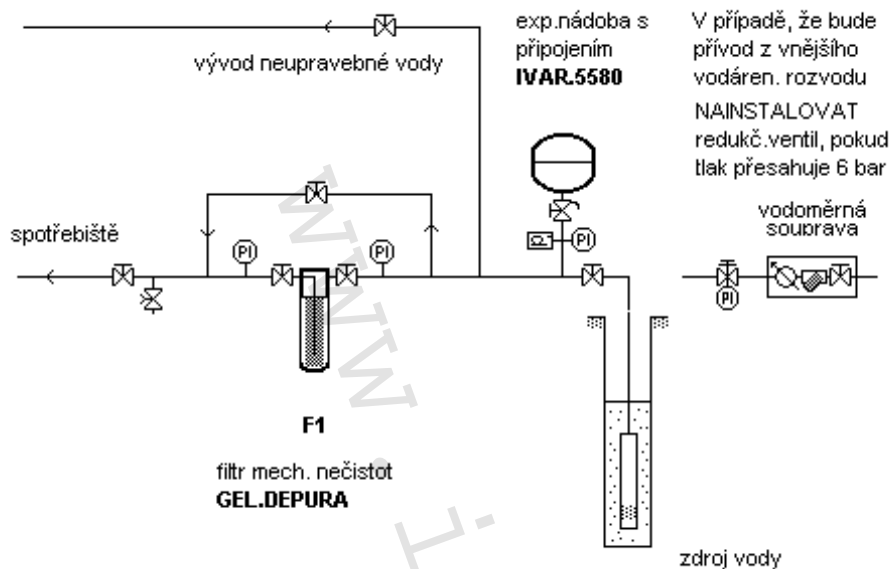 exp.nádoba s
připojením
IVAR.5580
V případě, že bude
přívod z vnějšího
vodáren. rozvodu
NAINSTALOVAT
redukč.ventil, pokud
tlak přesahuje 6 bar
vývod neupravebné vody
vodoměrná
souprava
spotřebiště
PI
PI
PI
PI
F1
filtr mech. nečistot
GEL.DEPURA
zdroj vody
www.i